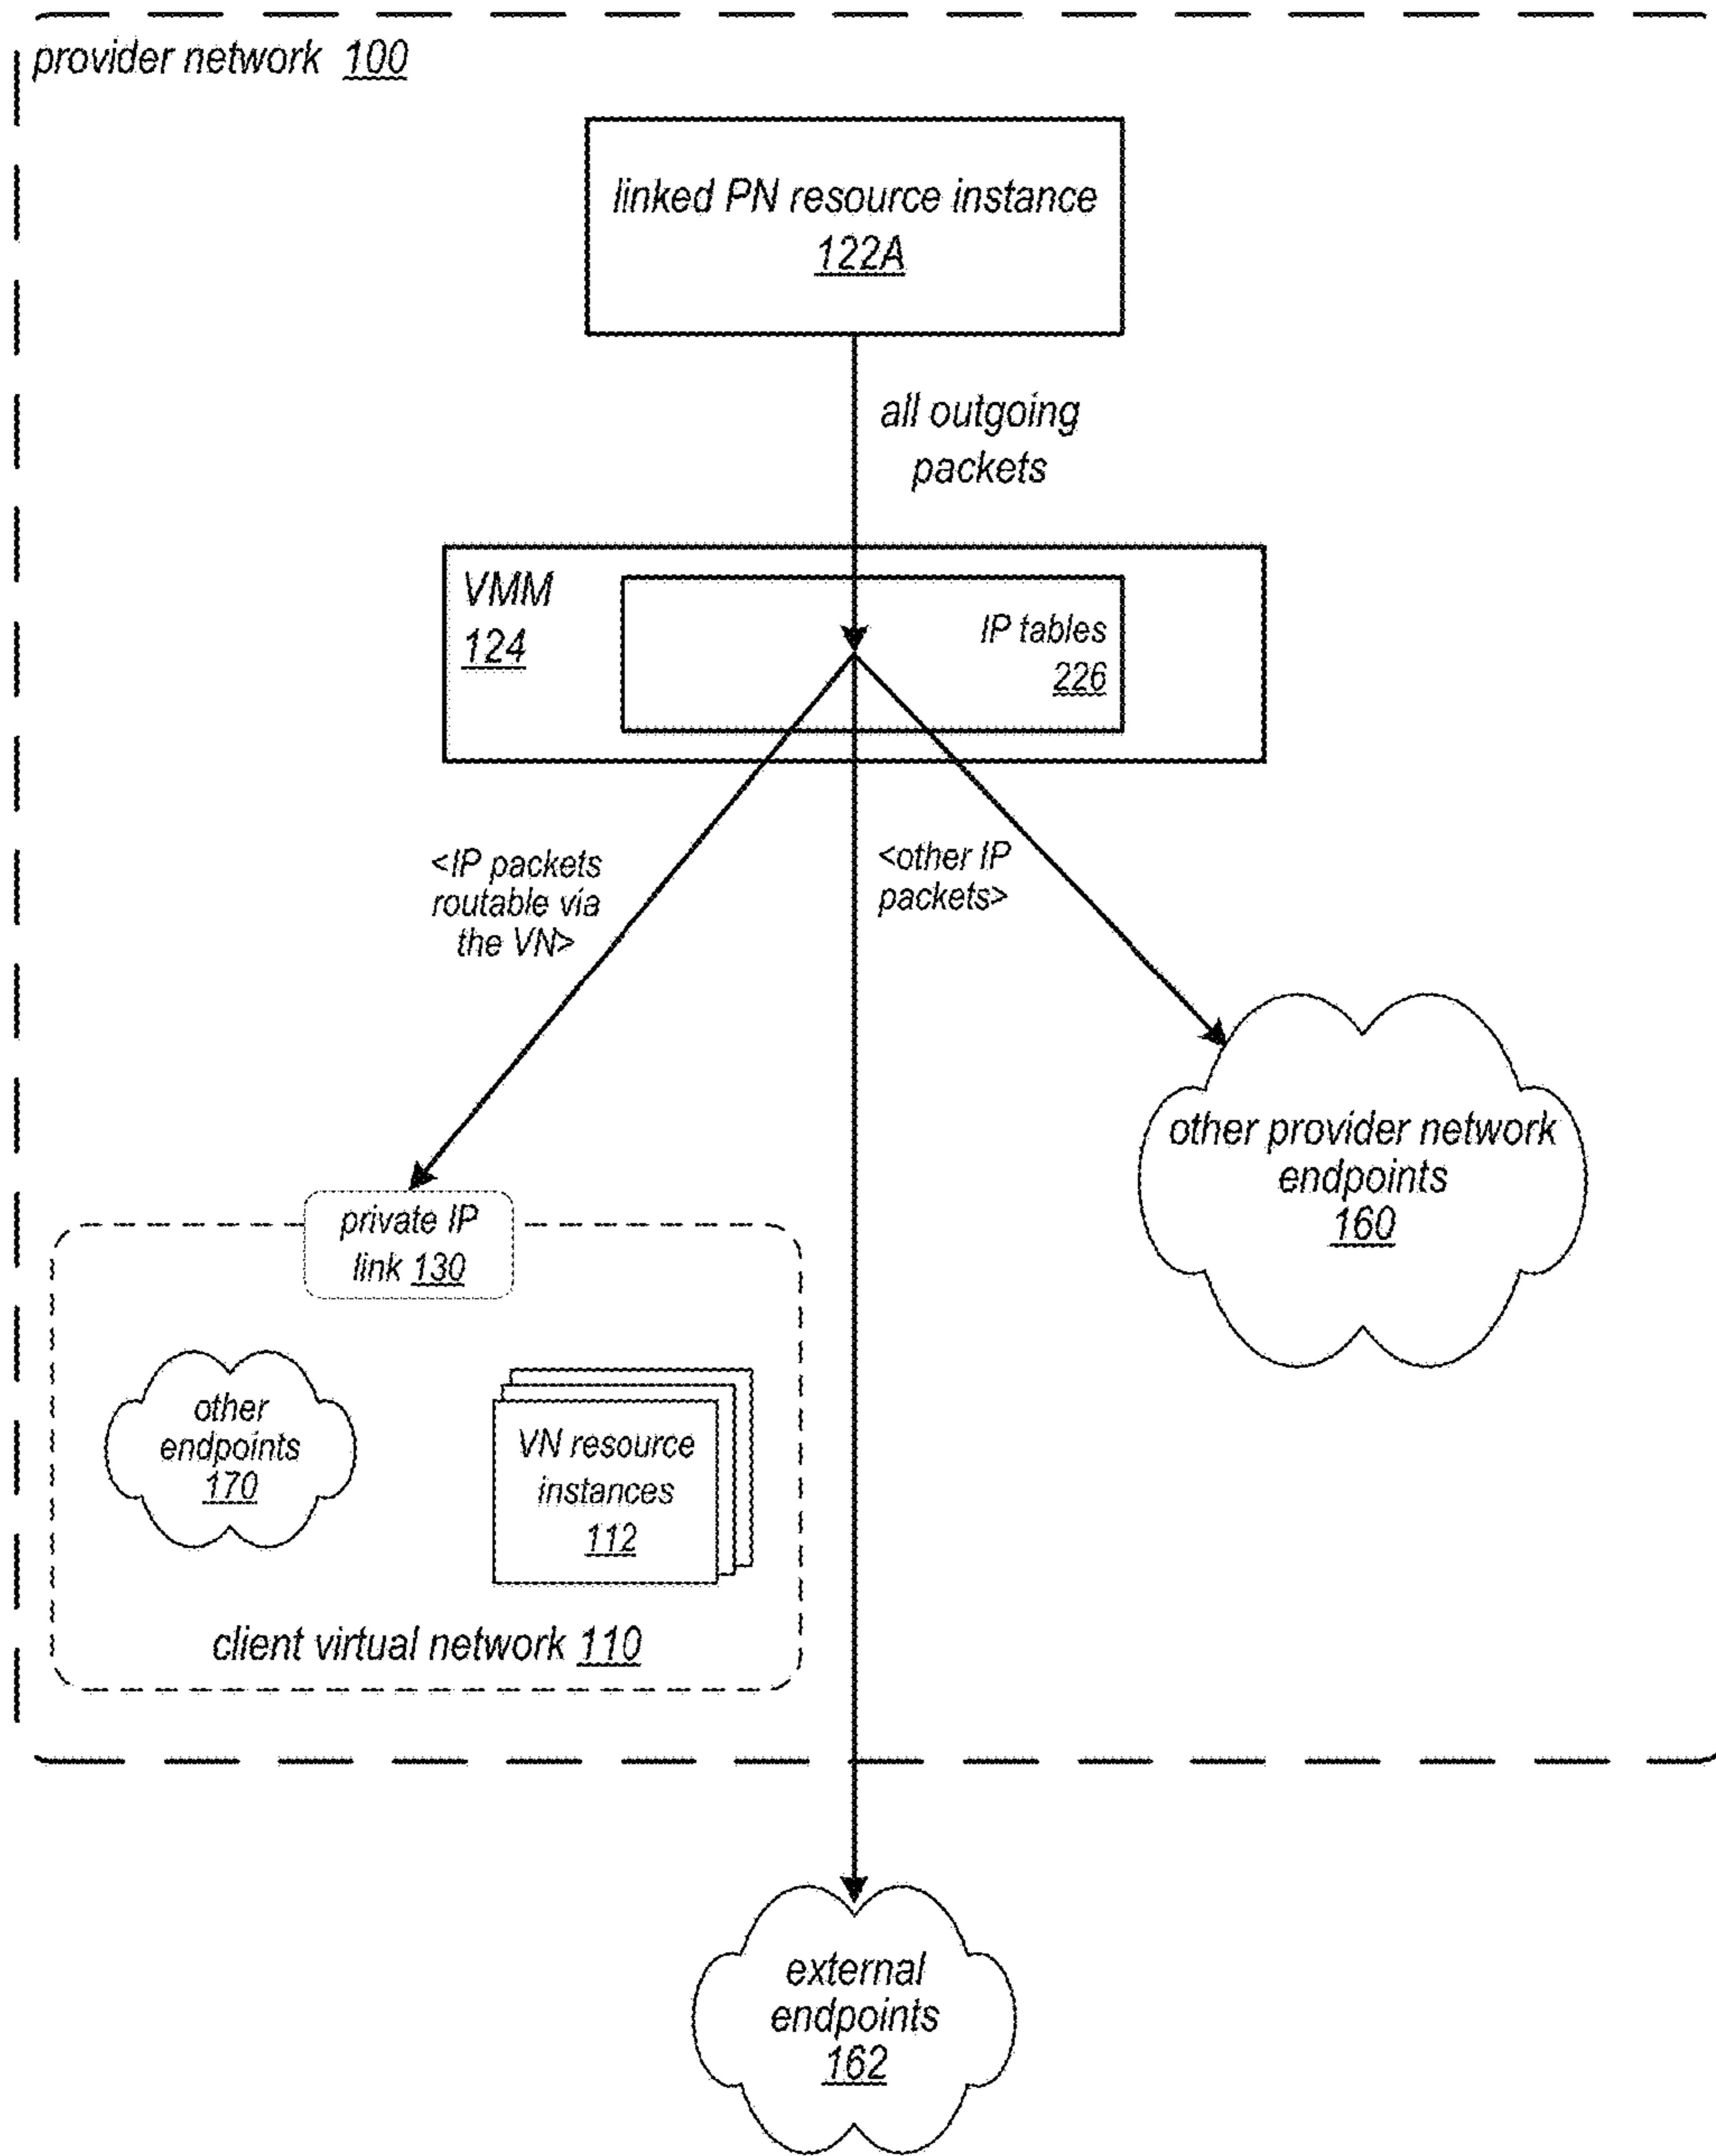 provider network 100
linked PN resource instance
122A
all outgoing
packets
VMM
124
IP tables
226
<IP packets
routable via
the VN>
<other IP
packets>
other provider network
endpoints
160
private IP
link 130
other
endpoints
170
VN resource
instances
112
client virtual network 110
external
endpoints
162